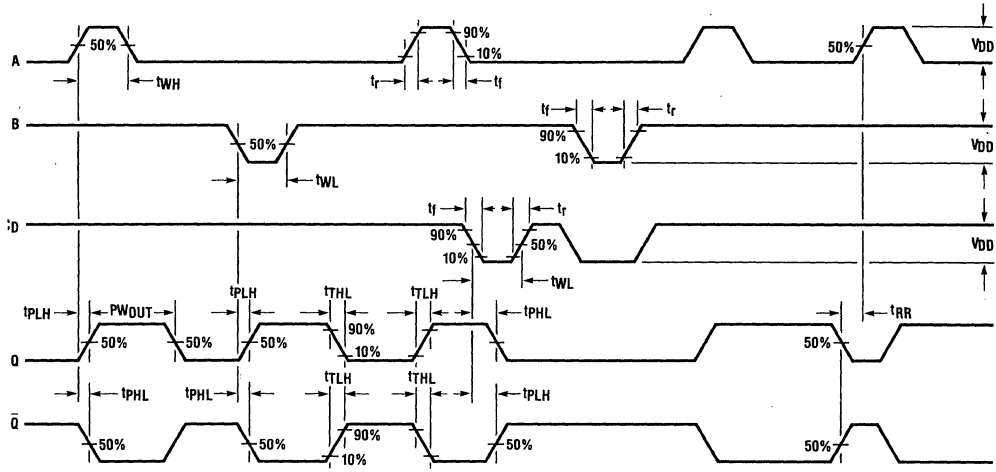 A 50% tWH tr 90% 10% tf 50% VDD
B 50% tWL tf 90% 10% tr VDD
D tf 90% 10% tr 50% tWL VDD
Q tPLH PWOUT 50% 50% tPLH 50% tTHL 90% 10% tTLH tPHL 50% tRR
Q̅ tPHL 50% tPHL 50% tTLH 90% 10% tTHL tPLH 50% 50%